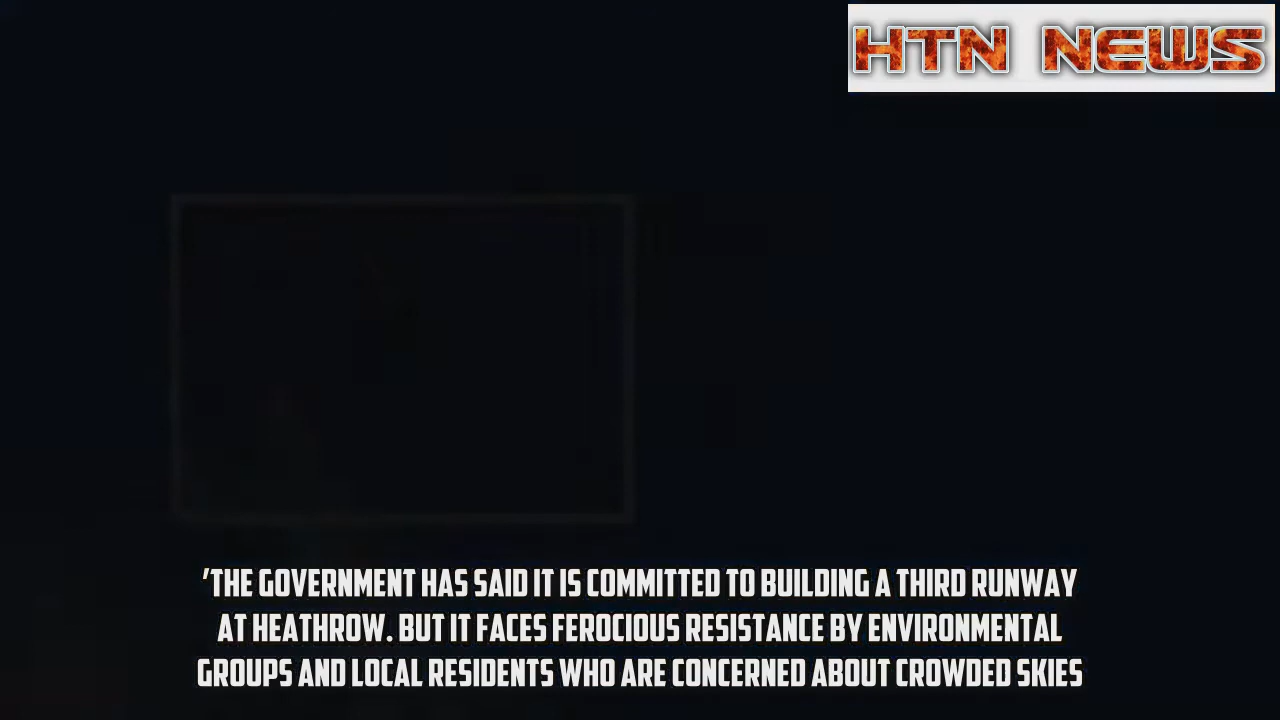 HTN NEWS
'THE GOVERNMENT HAS SAID IT IS COMMITTED TO BUILDING A THIRD RUNWAY
AT HEATHROW. BUT IT FACES FEROCIOUS RESISTANCE BY ENVIRONMENTAL
GROUPS AND LOCAL RESIDENTS WHO ARE CONCERNED ABOUT CROWDED SKIES